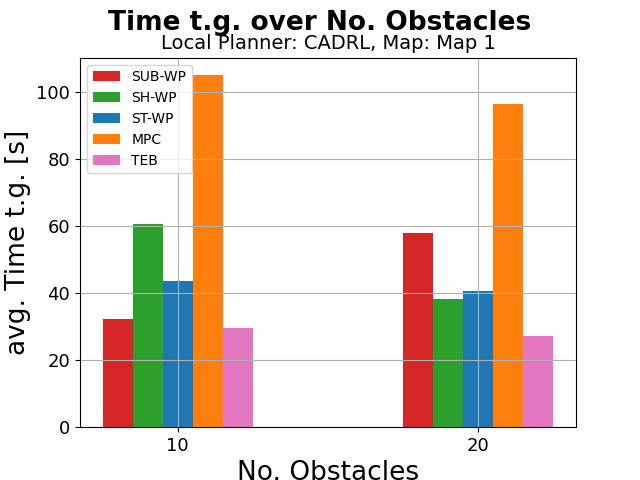 Time t.g. over No. Obstacles
Local Planner: CADRL, Map: Map 1
avg. Time t.g. [s]
100
80
60
40
20
0
SUB-WP
SH-WP
ST-WP
MPC
TEB
10
20
No. Obstacles